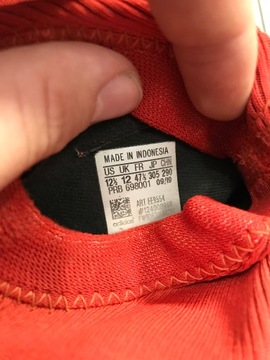 MADE IN INDONESIA
US UK FR JP CHN
12½ 12 47⅓ 305 290
PRB 698001 09/19
ART EF9554
adidas